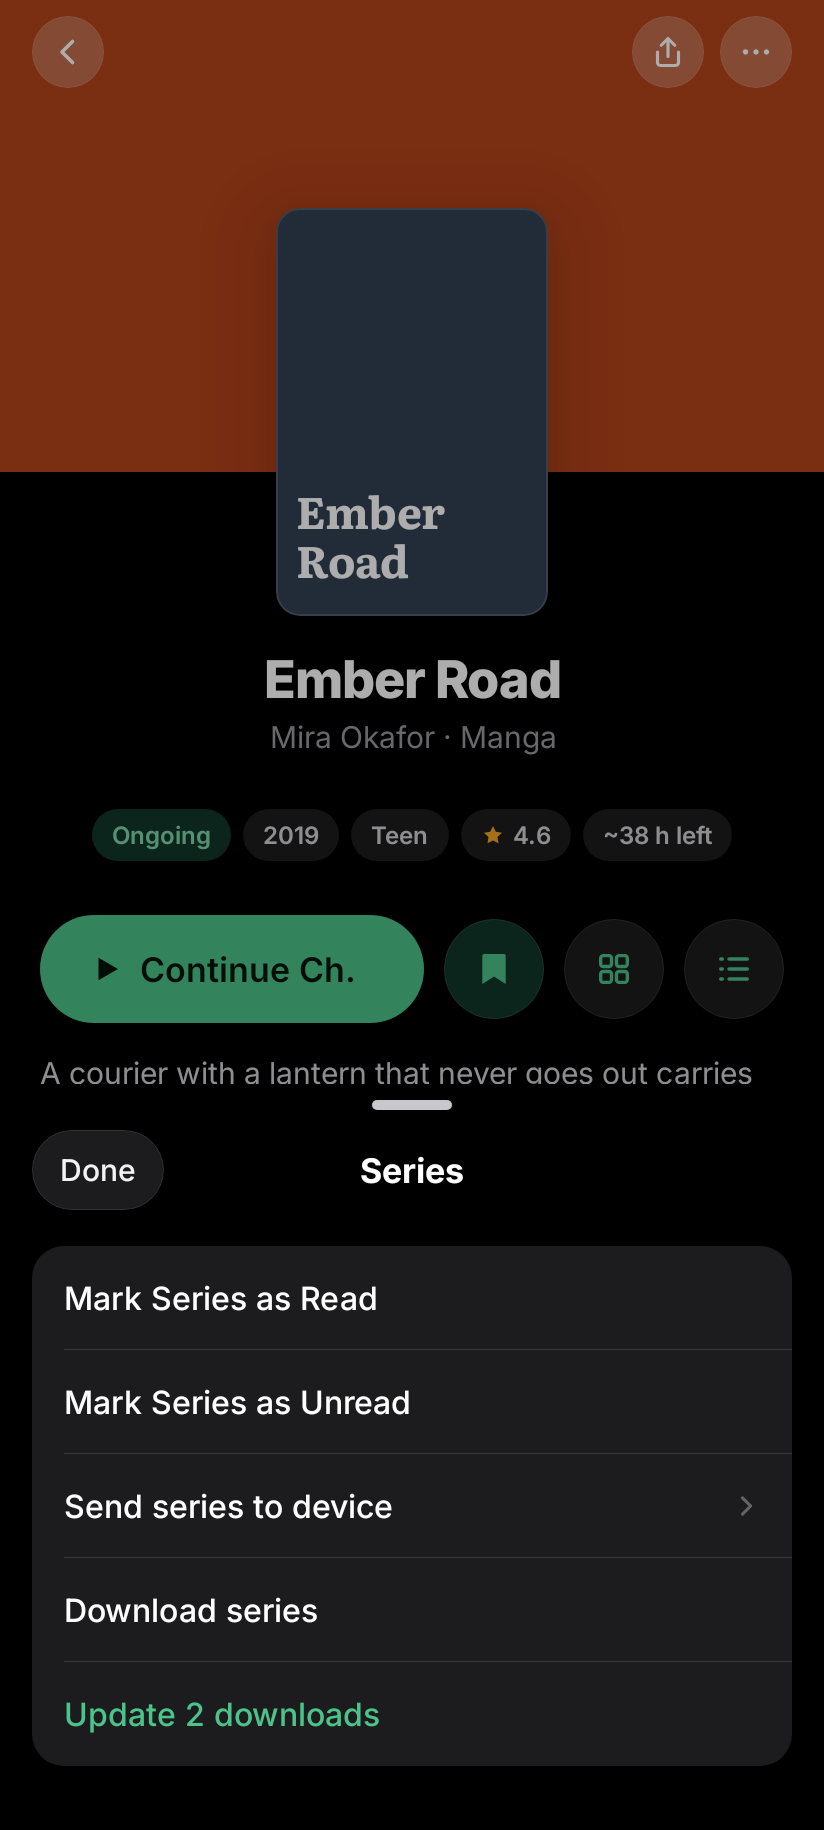 Ember
Road
Ember Road
Mira Okafor · Manga
Ongoing 2019 Teen 4.6 ~38 h left
Continue Ch.
A courier with a lantern that never goes out carries
Done Series
Mark Series as Read
Mark Series as Unread
Send series to device
Download series
Update 2 downloads